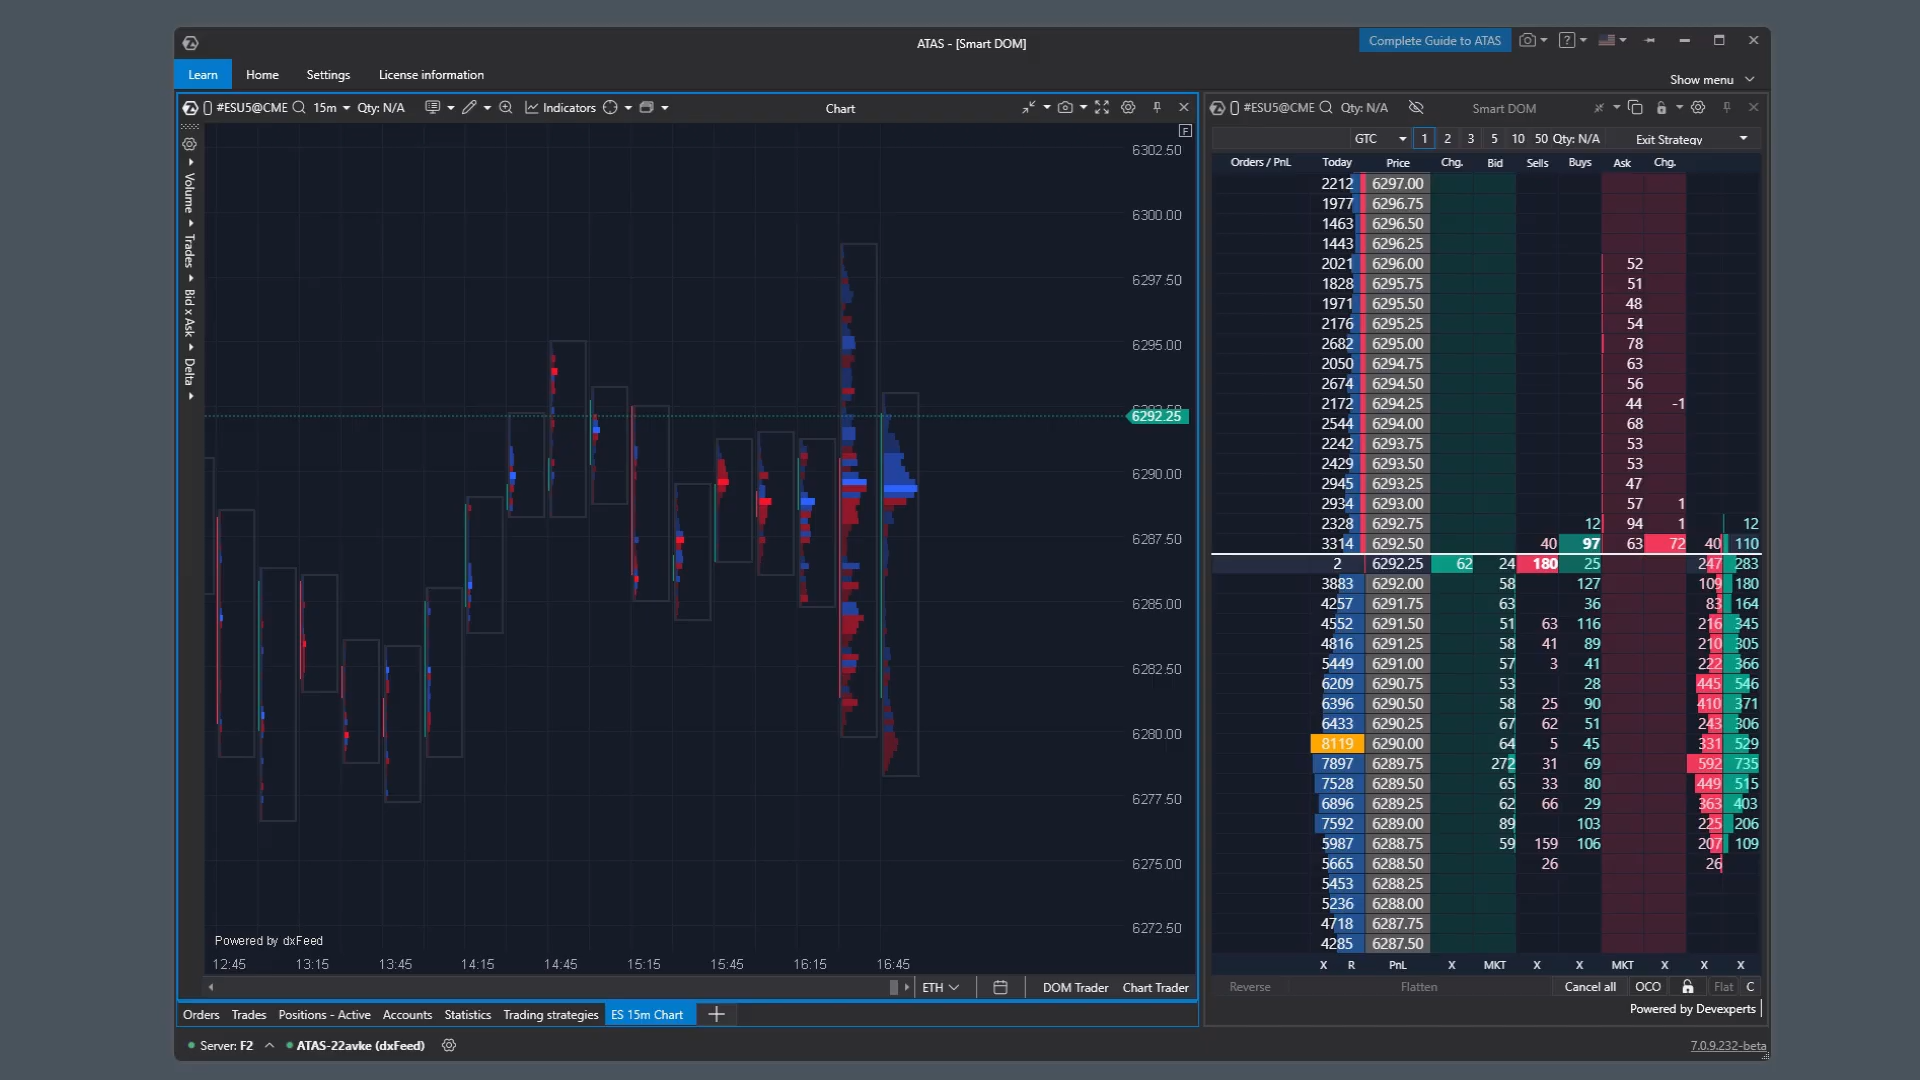 ATAS - [Smart DOM]
Complete Guide to ATAS
Learn Home Settings License information
Show menu
#ESU5@CME 15m Qty: N/A Indicators Chart
F
Volume
Trades
Bid x Ask
Delta
6302.50
6300.00
6297.50
6295.00
6292.25
6290.00
6287.50
6285.00
6282.50
6280.00
6277.50
6275.00
6272.50
Powered by dxFeed
12:45 13:15 13:45 14:15 14:45 15:15 15:45 16:15 16:45
ETH DOM Trader Chart Trader
Orders Trades Positions - Active Accounts Statistics Trading strategies ES 15m Chart
Server: F2 ATAS-22avke (dxFeed)
#ESU5@CME Qty: N/A Smart DOM
GTC 1 2 3 5 10 50 Qty: N/A Exit Strategy
Orders / PnL Today Price Chg. Bid Sells Buys Ask Chg.
2212 6297.00
1977 6296.75
1463 6296.50
1443 6296.25
2021 6296.00 52
1828 6295.75 51
1971 6295.50 48
2176 6295.25 54
2682 6295.00 78
2050 6294.75 63
2674 6294.50 56
2172 6294.25 44 -1
2544 6294.00 68
2242 6293.75 53
2429 6293.50 53
2945 6293.25 47
2934 6293.00 57 1
2328 6292.75 12 94 1 12
3314 6292.50 40 97 63 72 40 110
2 6292.25 62 24 180 25 247 283
3883 6292.00 58 127 109 180
4257 6291.75 63 36 83 164
4552 6291.50 51 63 116 216 345
4816 6291.25 58 41 89 210 305
5449 6291.00 57 3 41 222 366
6209 6290.75 53 28 445 546
6396 6290.50 58 25 90 410 371
6433 6290.25 67 62 51 243 306
8119 6290.00 64 5 45 331 529
7897 6289.75 272 31 69 592 735
7528 6289.50 65 33 80 449 515
6896 6289.25 62 66 29 363 403
7592 6289.00 89 103 225 206
5987 6288.75 59 159 106 207 109
5665 6288.50 26 26
5453 6288.25
5236 6288.00
4718 6287.75
4285 6287.50
X R PnL X MKT X X MKT X X X
Reverse Flatten Cancel all OCO Flat C
Powered by Devexperts
7.0.9.232-beta